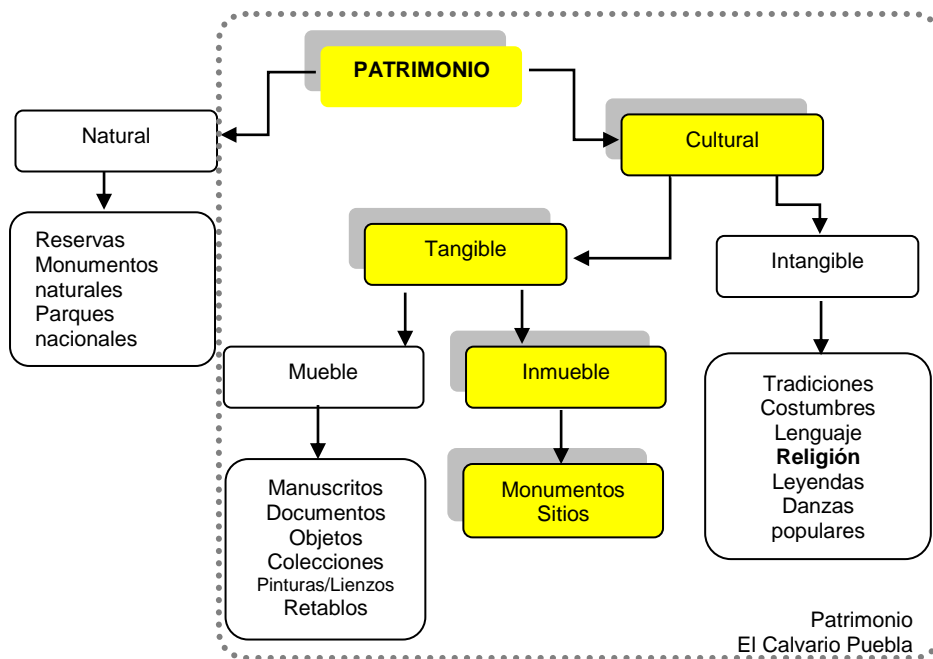 PATRIMONIO
Natural
Cultural
Reservas
Monumentos
naturales
Parques
nacionales
Tangible
Intangible
Mueble
Inmueble
Manuscritos
Documentos
Objetos
Colecciones
Pinturas/Lienzos
Retablos
Monumentos
Sitios
Tradiciones
Costumbres
Lenguaje
Religión
Leyendas
Danzas
populares
Patrimonio
El Calvario Puebla